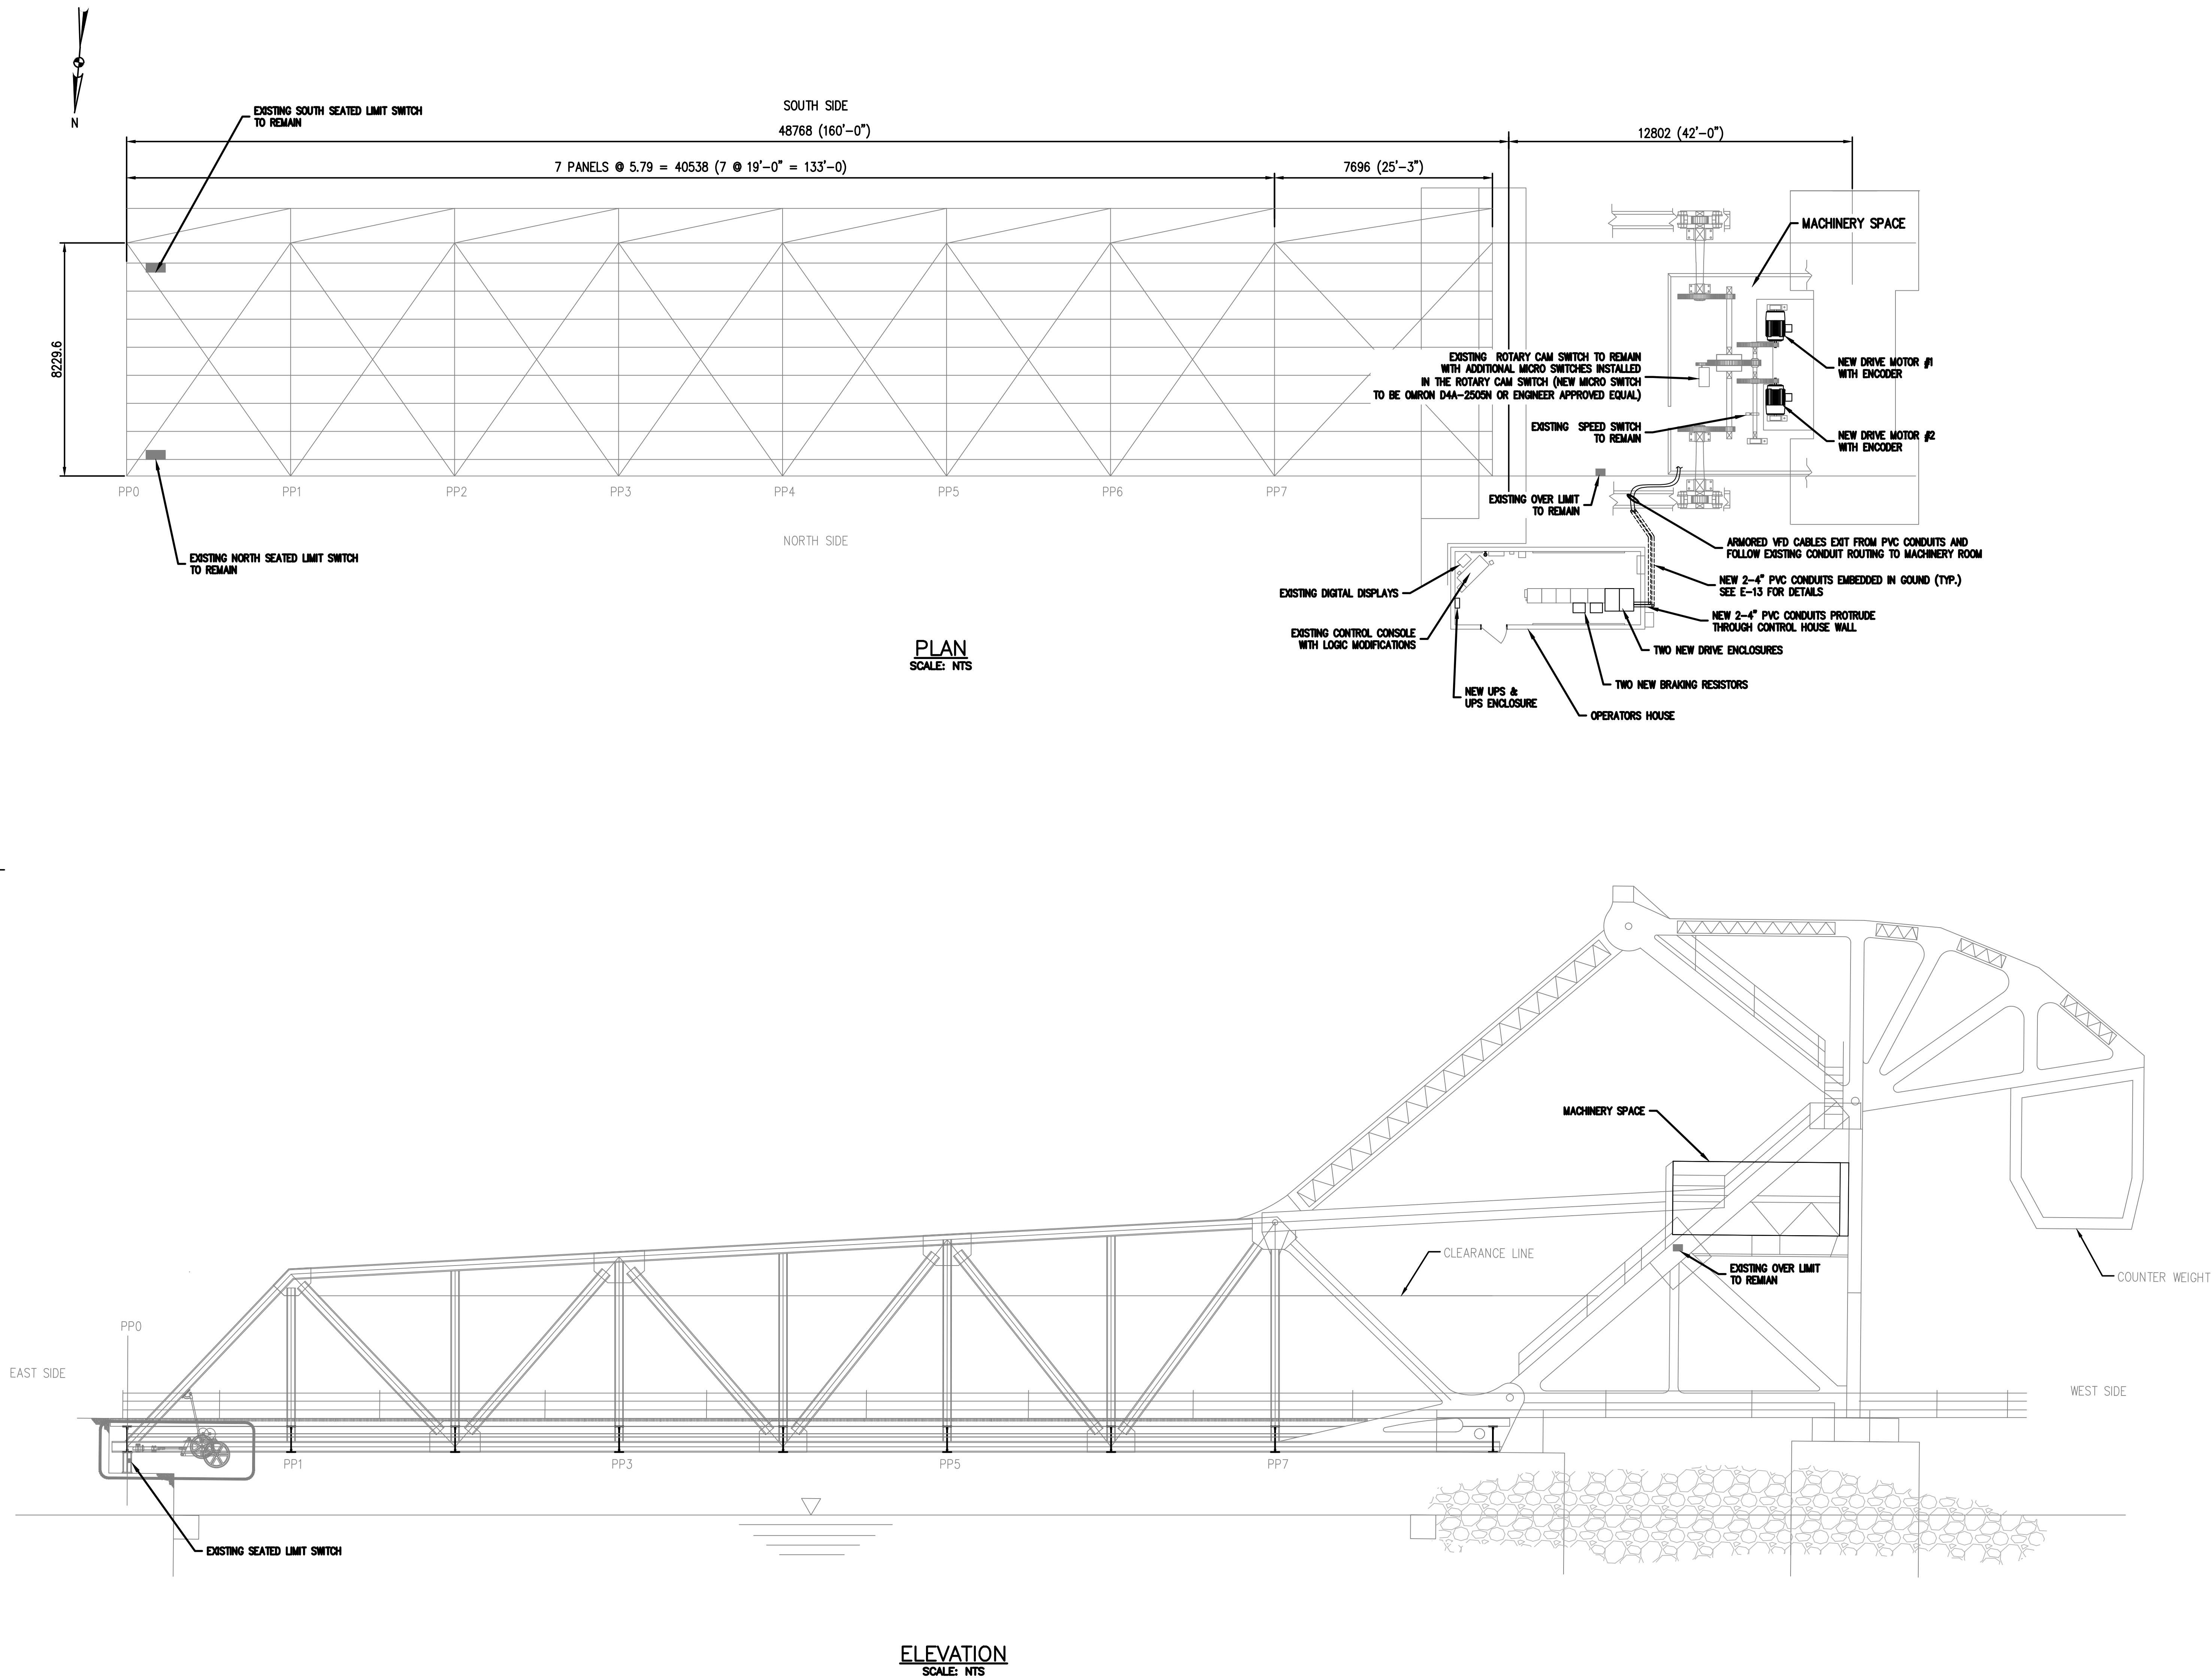 N
EXISTING SOUTH SEATED LIMIT SWITCH
TO REMAIN
SOUTH SIDE
48768 (160'-0")
12802 (42'-0")
7 PANELS @ 5.79 = 40538 (7 @ 19'-0" = 133'-0)
7696 (25'-3")
MACHINERY SPACE
8229.6
EXISTING ROTARY CAM SWITCH TO REMAIN
WITH ADDITIONAL MICRO SWITCHES INSTALLED
IN THE ROTARY CAM SWITCH (NEW MICRO SWITCH
TO BE OMRON D4A-2505N OR ENGINEER APPROVED EQUAL)
NEW DRIVE MOTOR #1
WITH ENCODER
EXISTING SPEED SWITCH
TO REMAIN
NEW DRIVE MOTOR #2
WITH ENCODER
PP0
PP1
PP2
PP3
PP4
PP5
PP6
PP7
EXISTING OVER LIMIT
TO REMAIN
NORTH SIDE
EXISTING NORTH SEATED LIMIT SWITCH
TO REMAIN
ARMORED VFD CABLES EXIT FROM PVC CONDUITS AND
FOLLOW EXISTING CONDUIT ROUTING TO MACHINERY ROOM
NEW 2-4" PVC CONDUITS EMBEDDED IN GOUND (TYP.)
SEE E-13 FOR DETAILS
EXISTING DIGITAL DISPLAYS
NEW 2-4" PVC CONDUITS PROTRUDE
THROUGH CONTROL HOUSE WALL
EXISTING CONTROL CONSOLE
WITH LOGIC MODIFICATIONS
TWO NEW DRIVE ENCLOSURES
TWO NEW BRAKING RESISTORS
NEW UPS &
UPS ENCLOSURE
OPERATORS HOUSE
PLAN
SCALE: NTS
MACHINERY SPACE
CLEARANCE LINE
EXISTING OVER LIMIT
TO REMIAN
COUNTER WEIGHT
PP0
EAST SIDE
WEST SIDE
PP1
PP3
PP5
PP7
EXISTING SEATED LIMIT SWITCH
ELEVATION
SCALE: NTS